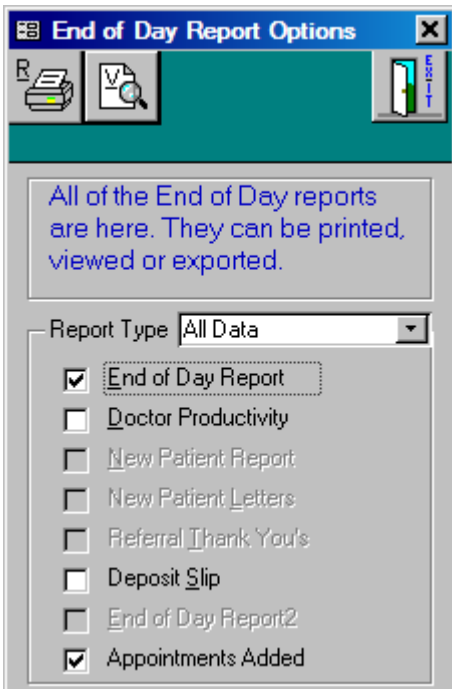 End of Day Report Options
R V EXIT
All of the End of Day reports
are here. They can be printed,
viewed or exported.
Report Type All Data
End of Day Report
Doctor Productivity
New Patient Report
New Patient Letters
Referral Thank You's
Deposit Slip
End of Day Report2
Appointments Added